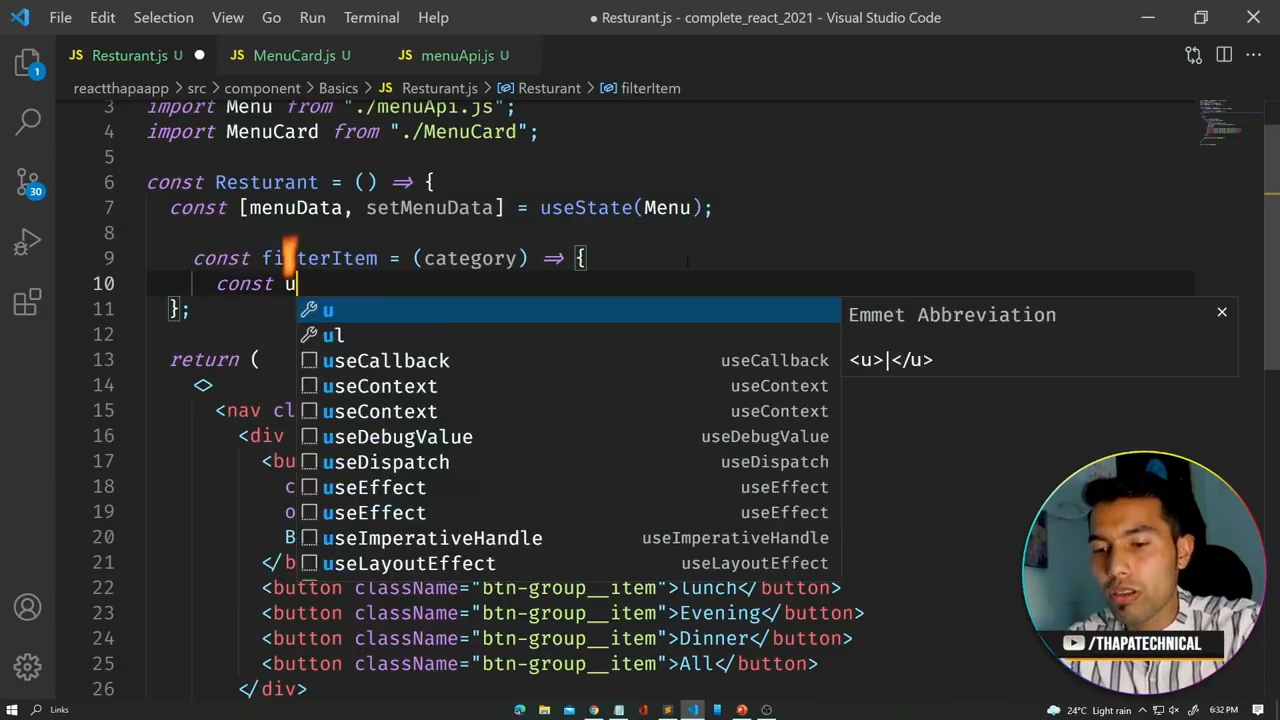 File Edit Selection View Go Run Terminal Help
● Resturant.js - complete_react_2021 - Visual Studio Code
JS Resturant.js U ● JS MenuCard.js U JS menuApi.js U
reactthapaapp > src > component > Basics > JS Resturant.js > Resturant > filterItem
3 import Menu from "./menuApi.js";
4 import MenuCard from "./MenuCard";
5
6 const Resturant = () => {
7 const [menuData, setMenuData] = useState(Menu);
8
9 const filterItem = (category) => {
10 const u
11 };
12
13 return (
14 <>
15 <nav cl
16 <div
17 <bu
18 c
19 o
20 B
21 </b
22 <button className="btn-group__item">lunch</button>
23 <button className="btn-group__item">Evening</button>
24 <button className="btn-group__item">Dinner</button>
25 <button className="btn-group__item">All</button>
26 </div>
u
ul
useCallback useCallback
useContext useContext
useContext useContext
useDebugValue useDebugValue
useDispatch useDispatch
useEffect useEffect
useEffect useEffect
useImperativeHandle useImperativeHandle
useLayoutEffect useLayoutEffect
Emmet Abbreviation
<u>|</u>
1
30
/THAPATECHNICAL
Links
24°C Light rain
6:32 PM